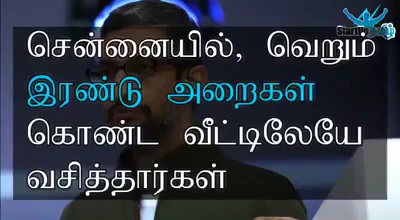 சென்னையில், வெறும்
இரண்டு அறைகள்
கொண்ட வீட்டிலேயே
வசித்தார்கள்